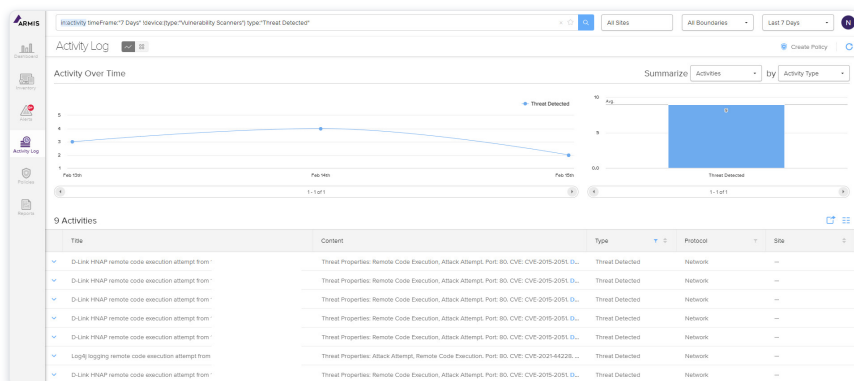 ARMIS
in:activity timeFrame:"7 Days" !device:(type:"Vulnerability Scanners") type:"Threat Detected"
All Sites
All Boundaries
Last 7 Days
N
Dashboard
Inventory
Alerts
Activity Log
Policies
Reports
Activity Log
Create Policy
Activity Over Time
Summarize Activities by Activity Type
Threat Detected
5
4
3
2
1
Feb 13th Feb 14th Feb 15th
1 - 1 of 1
10
Avg
5
0.0
Threat Detected
1 - 1 of 1
9 Activities
Title Content Type Protocol Site
D-Link HNAP remote code execution attempt from Threat Properties: Remote Code Execution, Attack Attempt, Port: 80, CVE: CVE-2015-2051, D... Threat Detected Network —
D-Link HNAP remote code execution attempt from Threat Properties: Remote Code Execution, Attack Attempt, Port: 80, CVE: CVE-2015-2051, D... Threat Detected Network —
D-Link HNAP remote code execution attempt from Threat Properties: Remote Code Execution, Attack Attempt, Port: 80, CVE: CVE-2015-2051, D... Threat Detected Network —
D-Link HNAP remote code execution attempt from Threat Properties: Remote Code Execution, Attack Attempt, Port: 80, CVE: CVE-2015-2051, D... Threat Detected Network —
D-Link HNAP remote code execution attempt from Threat Properties: Remote Code Execution, Attack Attempt, Port: 80, CVE: CVE-2015-2051, D... Threat Detected Network —
Log4j logging remote code execution attempt from Threat Properties: Attack Attempt, Remote Code Execution, Port: 80, CVE: CVE-2021-44228, ... Threat Detected Network —
D-Link HNAP remote code execution attempt from Threat Properties: Remote Code Execution, Attack Attempt, Port: 80, CVE: CVE-2015-2051, D... Threat Detected Network —